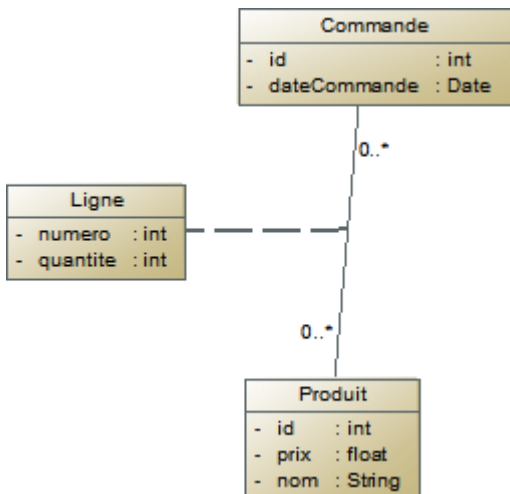 Commande
- id : int
- dateCommande : Date
0..*
Ligne
- numero : int
- quantite : int
0..*
Produit
- id : int
- prix : float
- nom : String